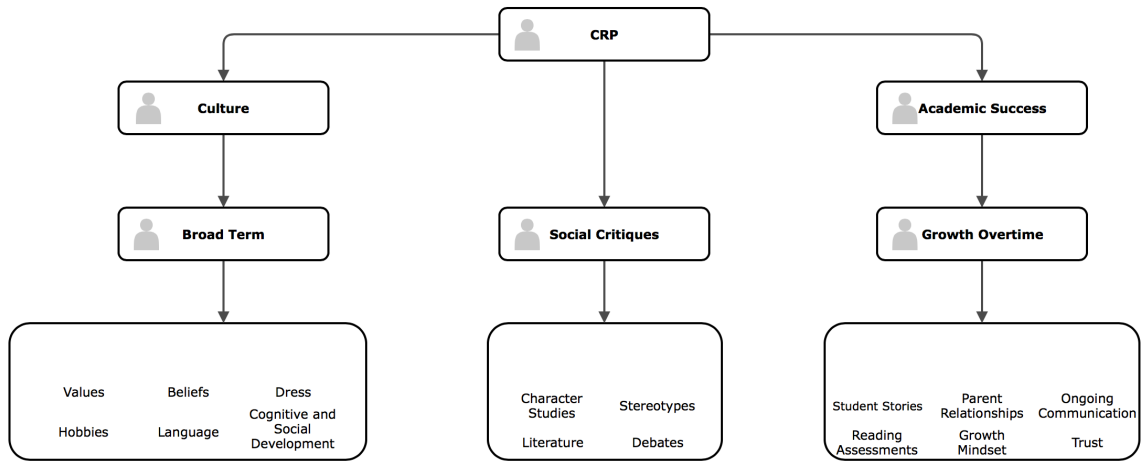 CRP
Culture
Academic Success
Broad Term
Social Critiques
Growth Overtime
Values Beliefs Dress
Hobbies Language Cognitive and
Social
Development
Character
Studies
Stereotypes
Literature Debates
Student Stories
Parent
Relationships
Ongoing
Communication
Reading
Assessments
Growth
Mindset
Trust